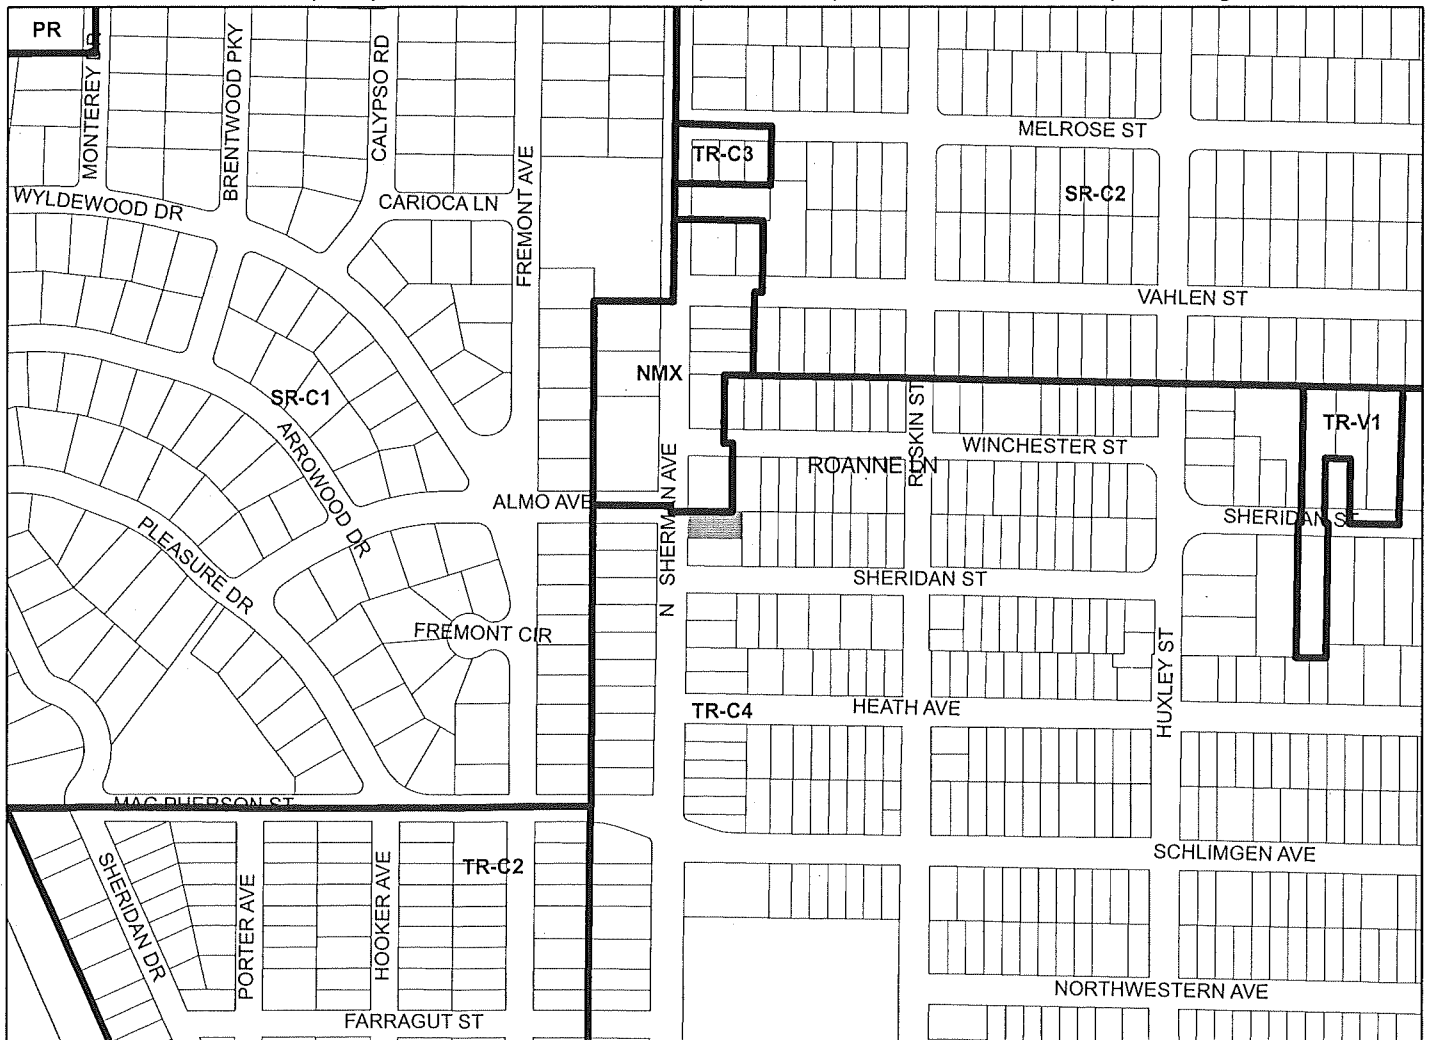 PR
MONTEREY DR
BRENTWOOD PKY
CALYPSO RD
FREMONT AVE
MELROSE ST
TR-C3
SR-C2
WYLDEWOOD DR
CARIOCA LN
VAHLEN ST
NMX
SR-C1
ARROWOOD DR
RUSKIN ST
TR-V1
WINCHESTER ST
ROANNE LN
ALMO AVE
N SHERMAN AVE
SHERIDAN ST
PLEASURE DR
SHERIDAN ST
FREMONT CIR
HUXLEY ST
HEATH AVE
TR-C4
MAC PHERSON ST
SCHLIMGEN AVE
TR-C2
SHERIDAN DR
PORTER AVE
HOOKER AVE
NORTHWESTERN AVE
FARRAGUT ST